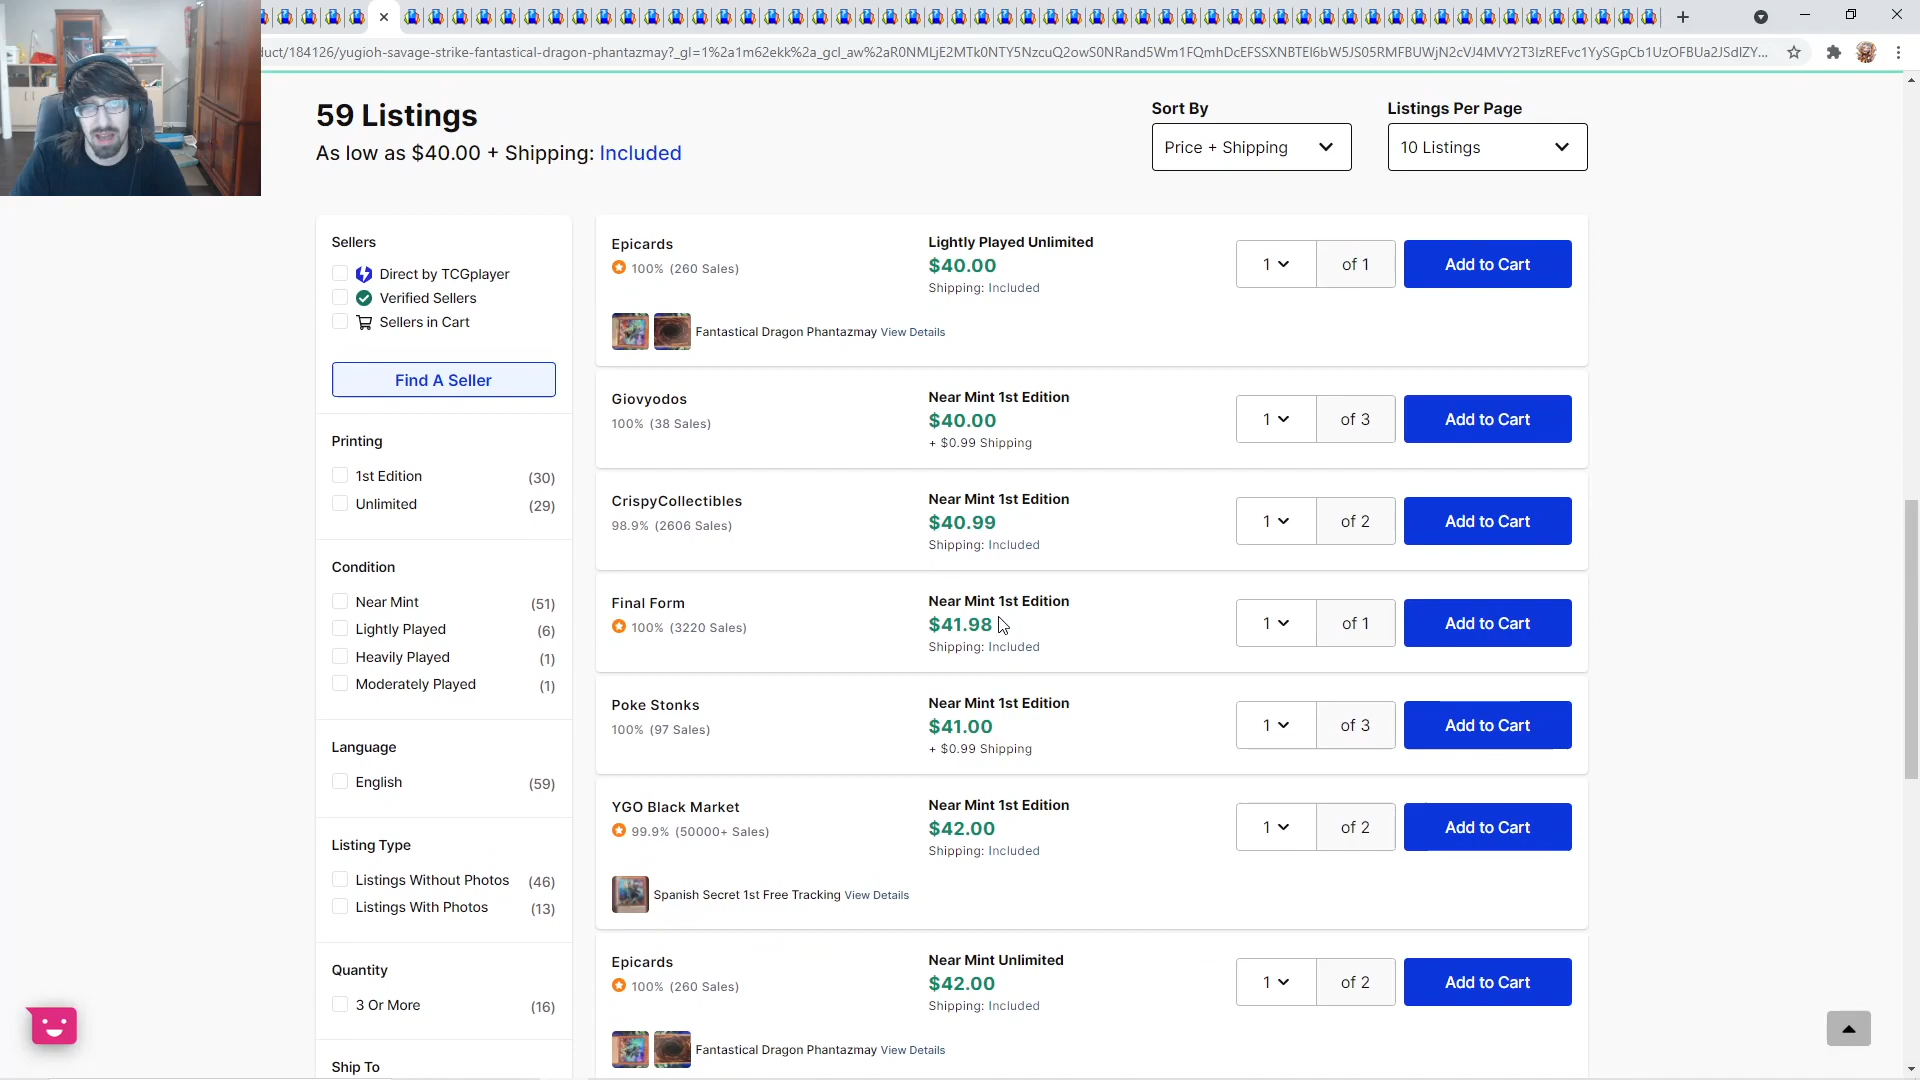 duct/184126/yugioh-savage-strike-fantastical-dragon-phantazmay?_gl=1%2a1m62ekk%2a_gcl_aw%2a
59 Listings
As low as $40.00 + Shipping: Included
Sort By
Listings Per Page
Price + Shipping
10 Listings
Sellers
Direct by TCGplayer
Verified Sellers
Sellers in Cart
Find A Seller
Printing
1st Edition (30)
Unlimited (29)
Condition
Near Mint (51)
Lightly Played (6)
Heavily Played (1)
Moderately Played (1)
Language
English (59)
Listing Type
Listings Without Photos (46)
Listings With Photos (13)
Quantity
3 Or More (16)
Ship To
Epicards
100% (260 Sales)
Lightly Played Unlimited
$40.00
Shipping: Included
1 of 1 Add to Cart
Fantastical Dragon Phantazmay View Details
Giovyodos
100% (38 Sales)
Near Mint 1st Edition
$40.00
+ $0.99 Shipping
1 of 3 Add to Cart
CrispyCollectibles
98.9% (2606 Sales)
Near Mint 1st Edition
$40.99
Shipping: Included
1 of 2 Add to Cart
Final Form
100% (3220 Sales)
Near Mint 1st Edition
$41.98
Shipping: Included
1 of 1 Add to Cart
Poke Stonks
100% (97 Sales)
Near Mint 1st Edition
$41.00
+ $0.99 Shipping
1 of 3 Add to Cart
YGO Black Market
99.9% (50000+ Sales)
Near Mint 1st Edition
$42.00
Shipping: Included
1 of 2 Add to Cart
Spanish Secret 1st Free Tracking View Details
Epicards
100% (260 Sales)
Near Mint Unlimited
$42.00
Shipping: Included
1 of 2 Add to Cart
Fantastical Dragon Phantazmay View Details